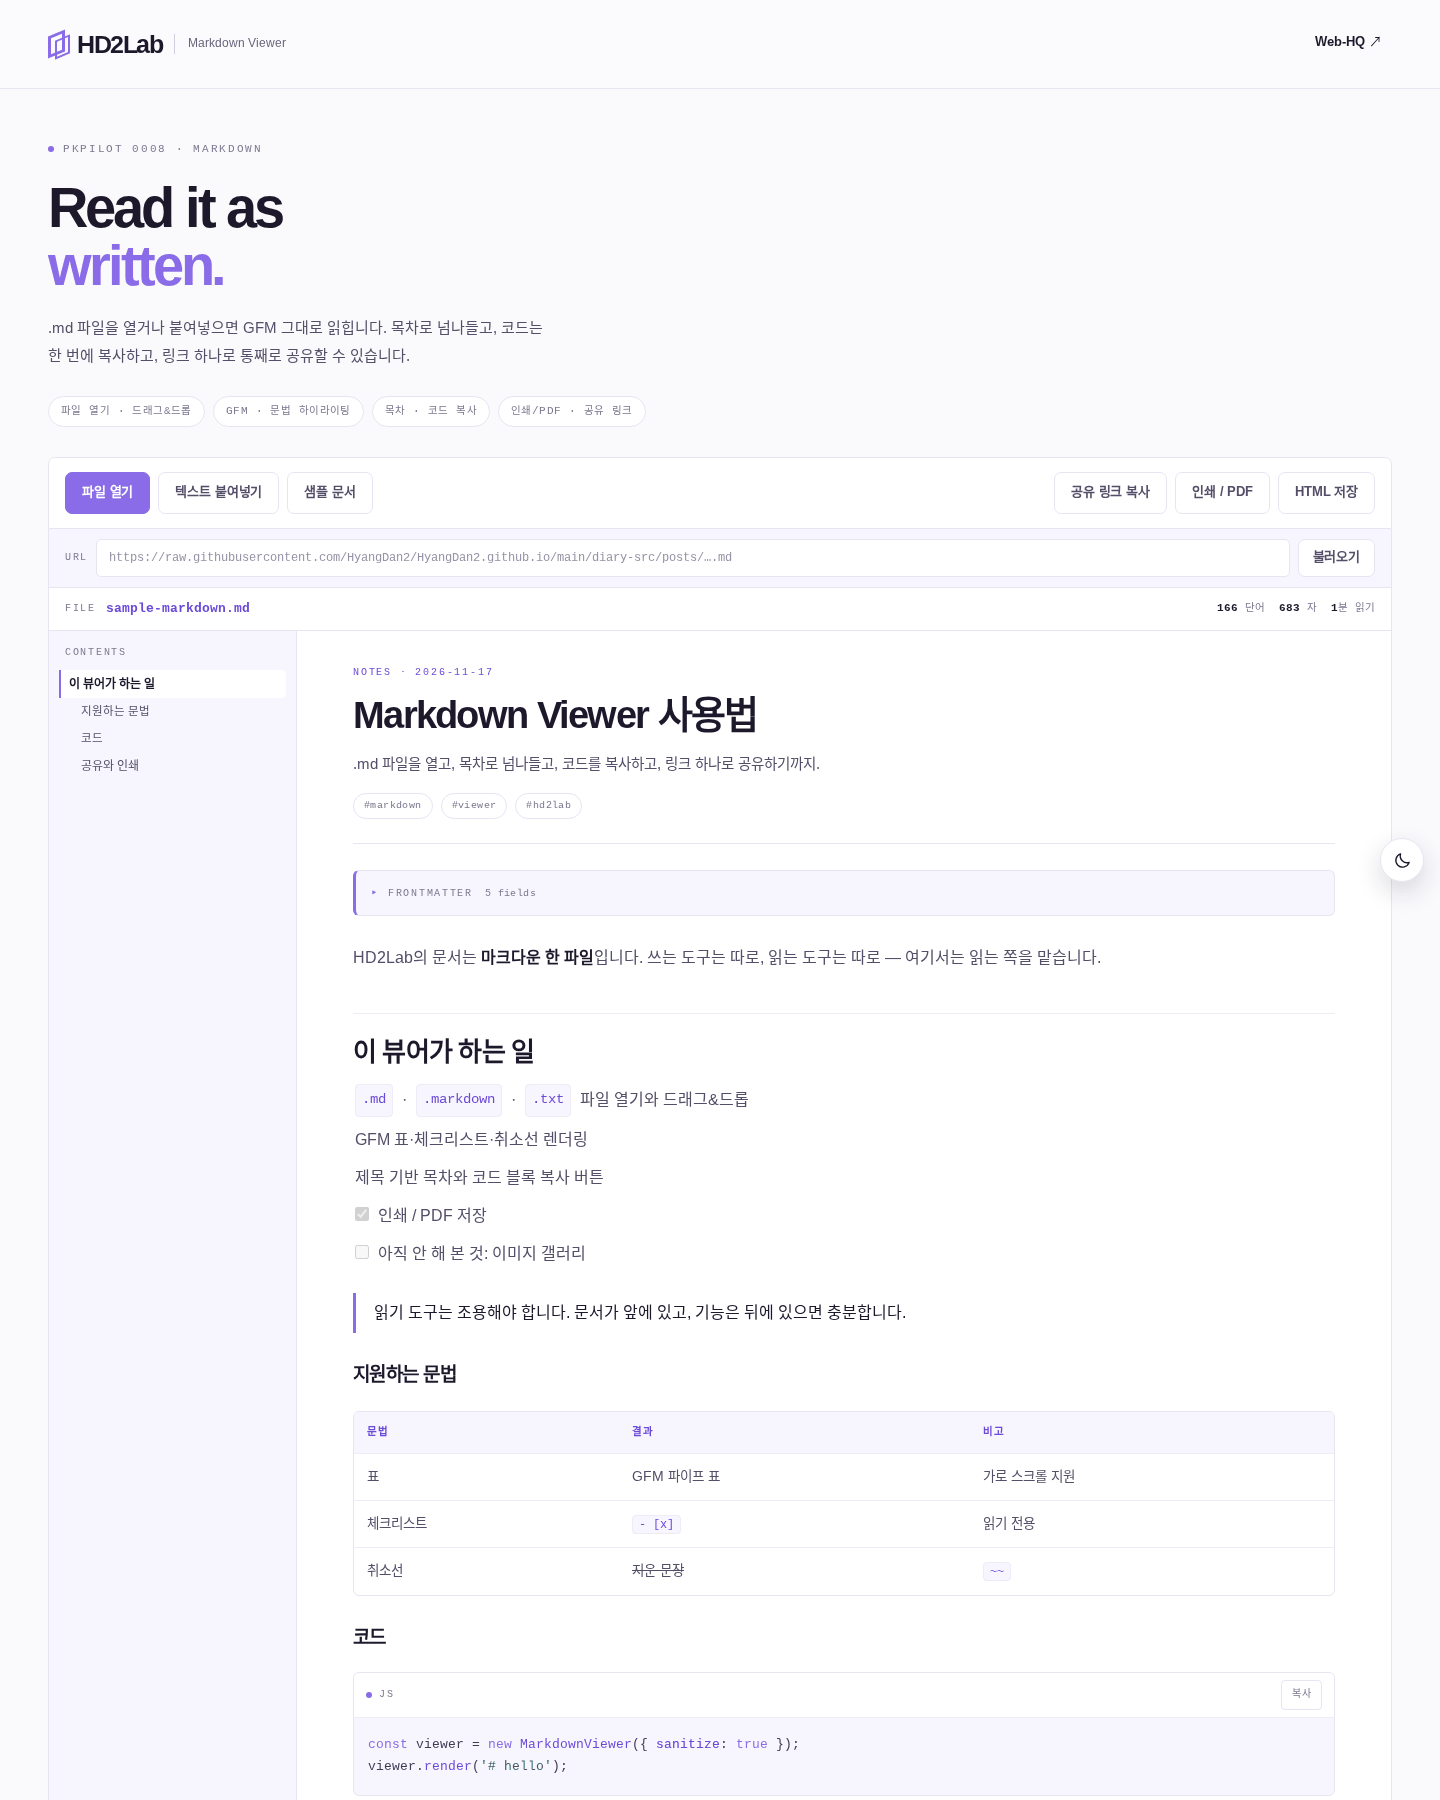 HD2Lab
Markdown Viewer
Web-HQ ↗
PKPILOT 0008 · MARKDOWN
Read it as
written.
.md 파일을 열거나 붙여넣으면 GFM 그대로 읽힙니다. 목차로 넘나들고, 코드는
한 번에 복사하고, 링크 하나로 통째로 공유할 수 있습니다.
파일 열기 · 드래그&드롭
GFM · 문법 하이라이팅
목차 · 코드 복사
인쇄/PDF · 공유 링크
파일 열기
텍스트 붙여넣기
샘플 문서
공유 링크 복사
인쇄 / PDF
HTML 저장
URL
https://raw.githubusercontent.com/HyangDan2/HyangDan2.github.io/main/diary-src/posts/….md
불러오기
FILE sample-markdown.md
166 단어 683 자 1분 읽기
CONTENTS
이 뷰어가 하는 일
지원하는 문법
코드
공유와 인쇄
NOTES · 2026-11-17
Markdown Viewer 사용법
.md 파일을 열고, 목차로 넘나들고, 코드를 복사하고, 링크 하나로 공유하기까지.
#markdown
#viewer
#hd2lab
▸ FRONTMATTER 5 fields
HD2Lab의 문서는 마크다운 한 파일입니다. 쓰는 도구는 따로, 읽는 도구는 따로 — 여기서는 읽는 쪽을 맡습니다.
이 뷰어가 하는 일
.md · .markdown · .txt 파일 열기와 드래그&드롭
GFM 표·체크리스트·취소선 렌더링
제목 기반 목차와 코드 블록 복사 버튼
인쇄 / PDF 저장
아직 안 해 본 것: 이미지 갤러리
읽기 도구는 조용해야 합니다. 문서가 앞에 있고, 기능은 뒤에 있으면 충분합니다.
지원하는 문법
문법 결과 비고
표 GFM 파이프 표 가로 스크롤 지원
체크리스트 - [x] 읽기 전용
취소선 지운 문장 ~~
코드
JS
복사
const viewer = new MarkdownViewer({ sanitize: true });
viewer.render('# hello');